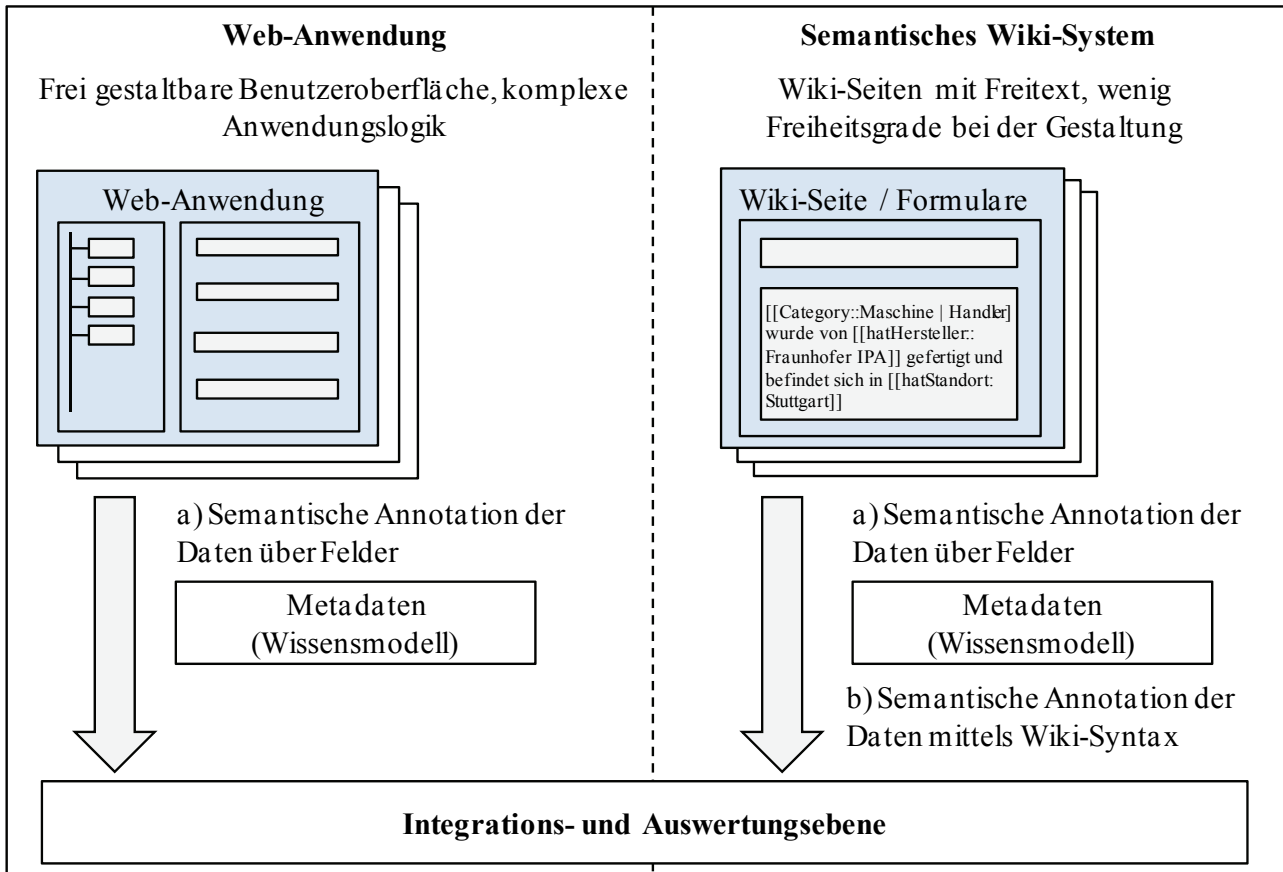 Web-Anwendung
Frei gestaltbare Benutzeroberfläche, komplexe
Anwendungslogik
Web-Anwendung
a) Semantische Annotation der
Daten über Felder
Metadaten
(Wissensmodell)
Semantisches Wiki-System
Wiki-Seiten mit Freitext, wenig
Freiheitsgrade bei der Gestaltung
Wiki-Seite / Formulare
[[Category::Maschine | Handler]
wurde von [[hatHersteller::
Fraunhofer IPA]] gefertigt und
befindet sich in [[hatStandort:
Stuttgart]]
a) Semantische Annotation der
Daten über Felder
Metadaten
(Wissensmodell)
b) Semantische Annotation der
Daten mittels Wiki-Syntax
Integrations- und Auswertungsebene